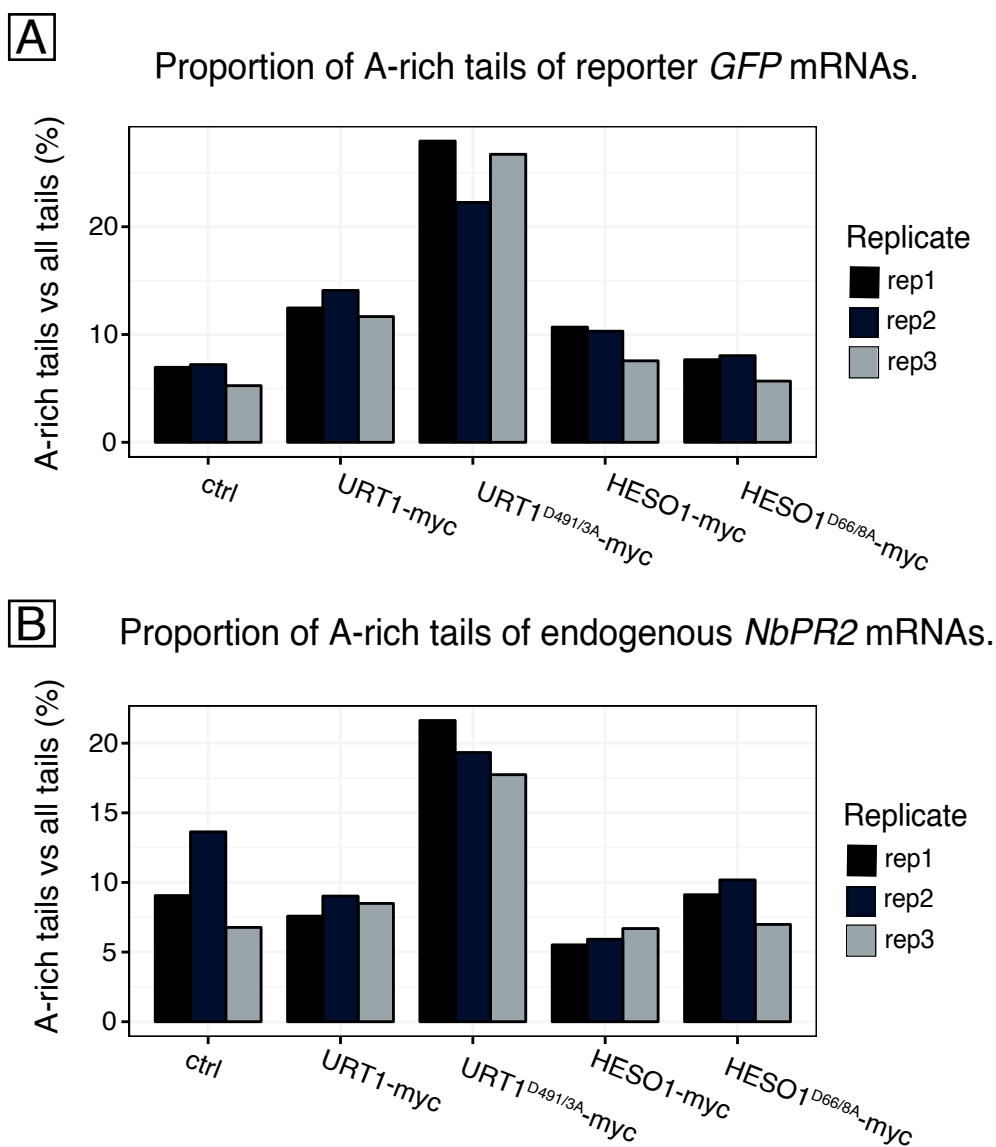 A
Proportion of A-rich tails of reporter GFP mRNAs.
A-rich tails vs all tails (%)
20
10
0
ctrl
URT1-myc
URT1D491/3A-myc
HESO1-myc
HESO1D66/8A-myc
Replicate
rep1
rep2
rep3
B
Proportion of A-rich tails of endogenous NbPR2 mRNAs.
A-rich tails vs all tails (%)
20
15
10
5
0
ctrl
URT1-myc
URT1D491/3A-myc
HESO1-myc
HESO1D66/8A-myc
Replicate
rep1
rep2
rep3